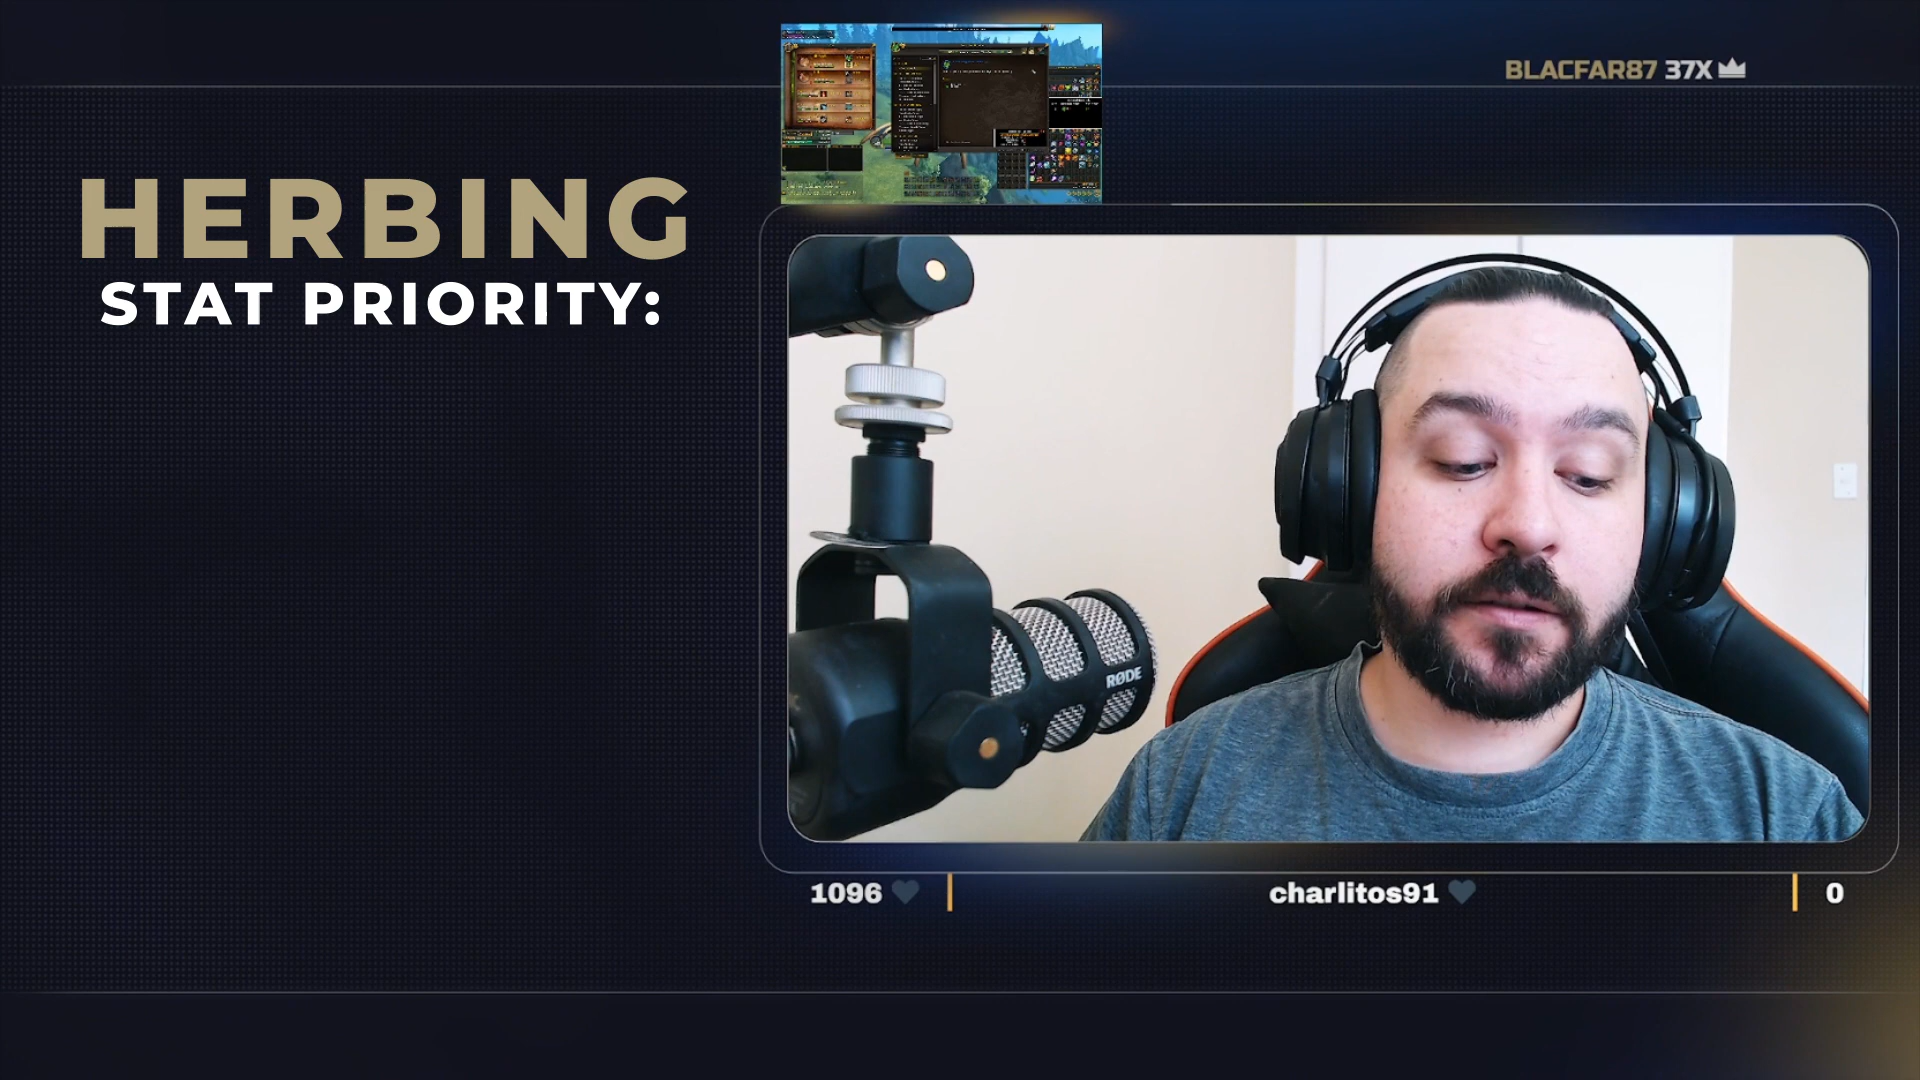 BLACFAR87 37X
HERBING
STAT PRIORITY:
RØDE
1096
charlitos91
0